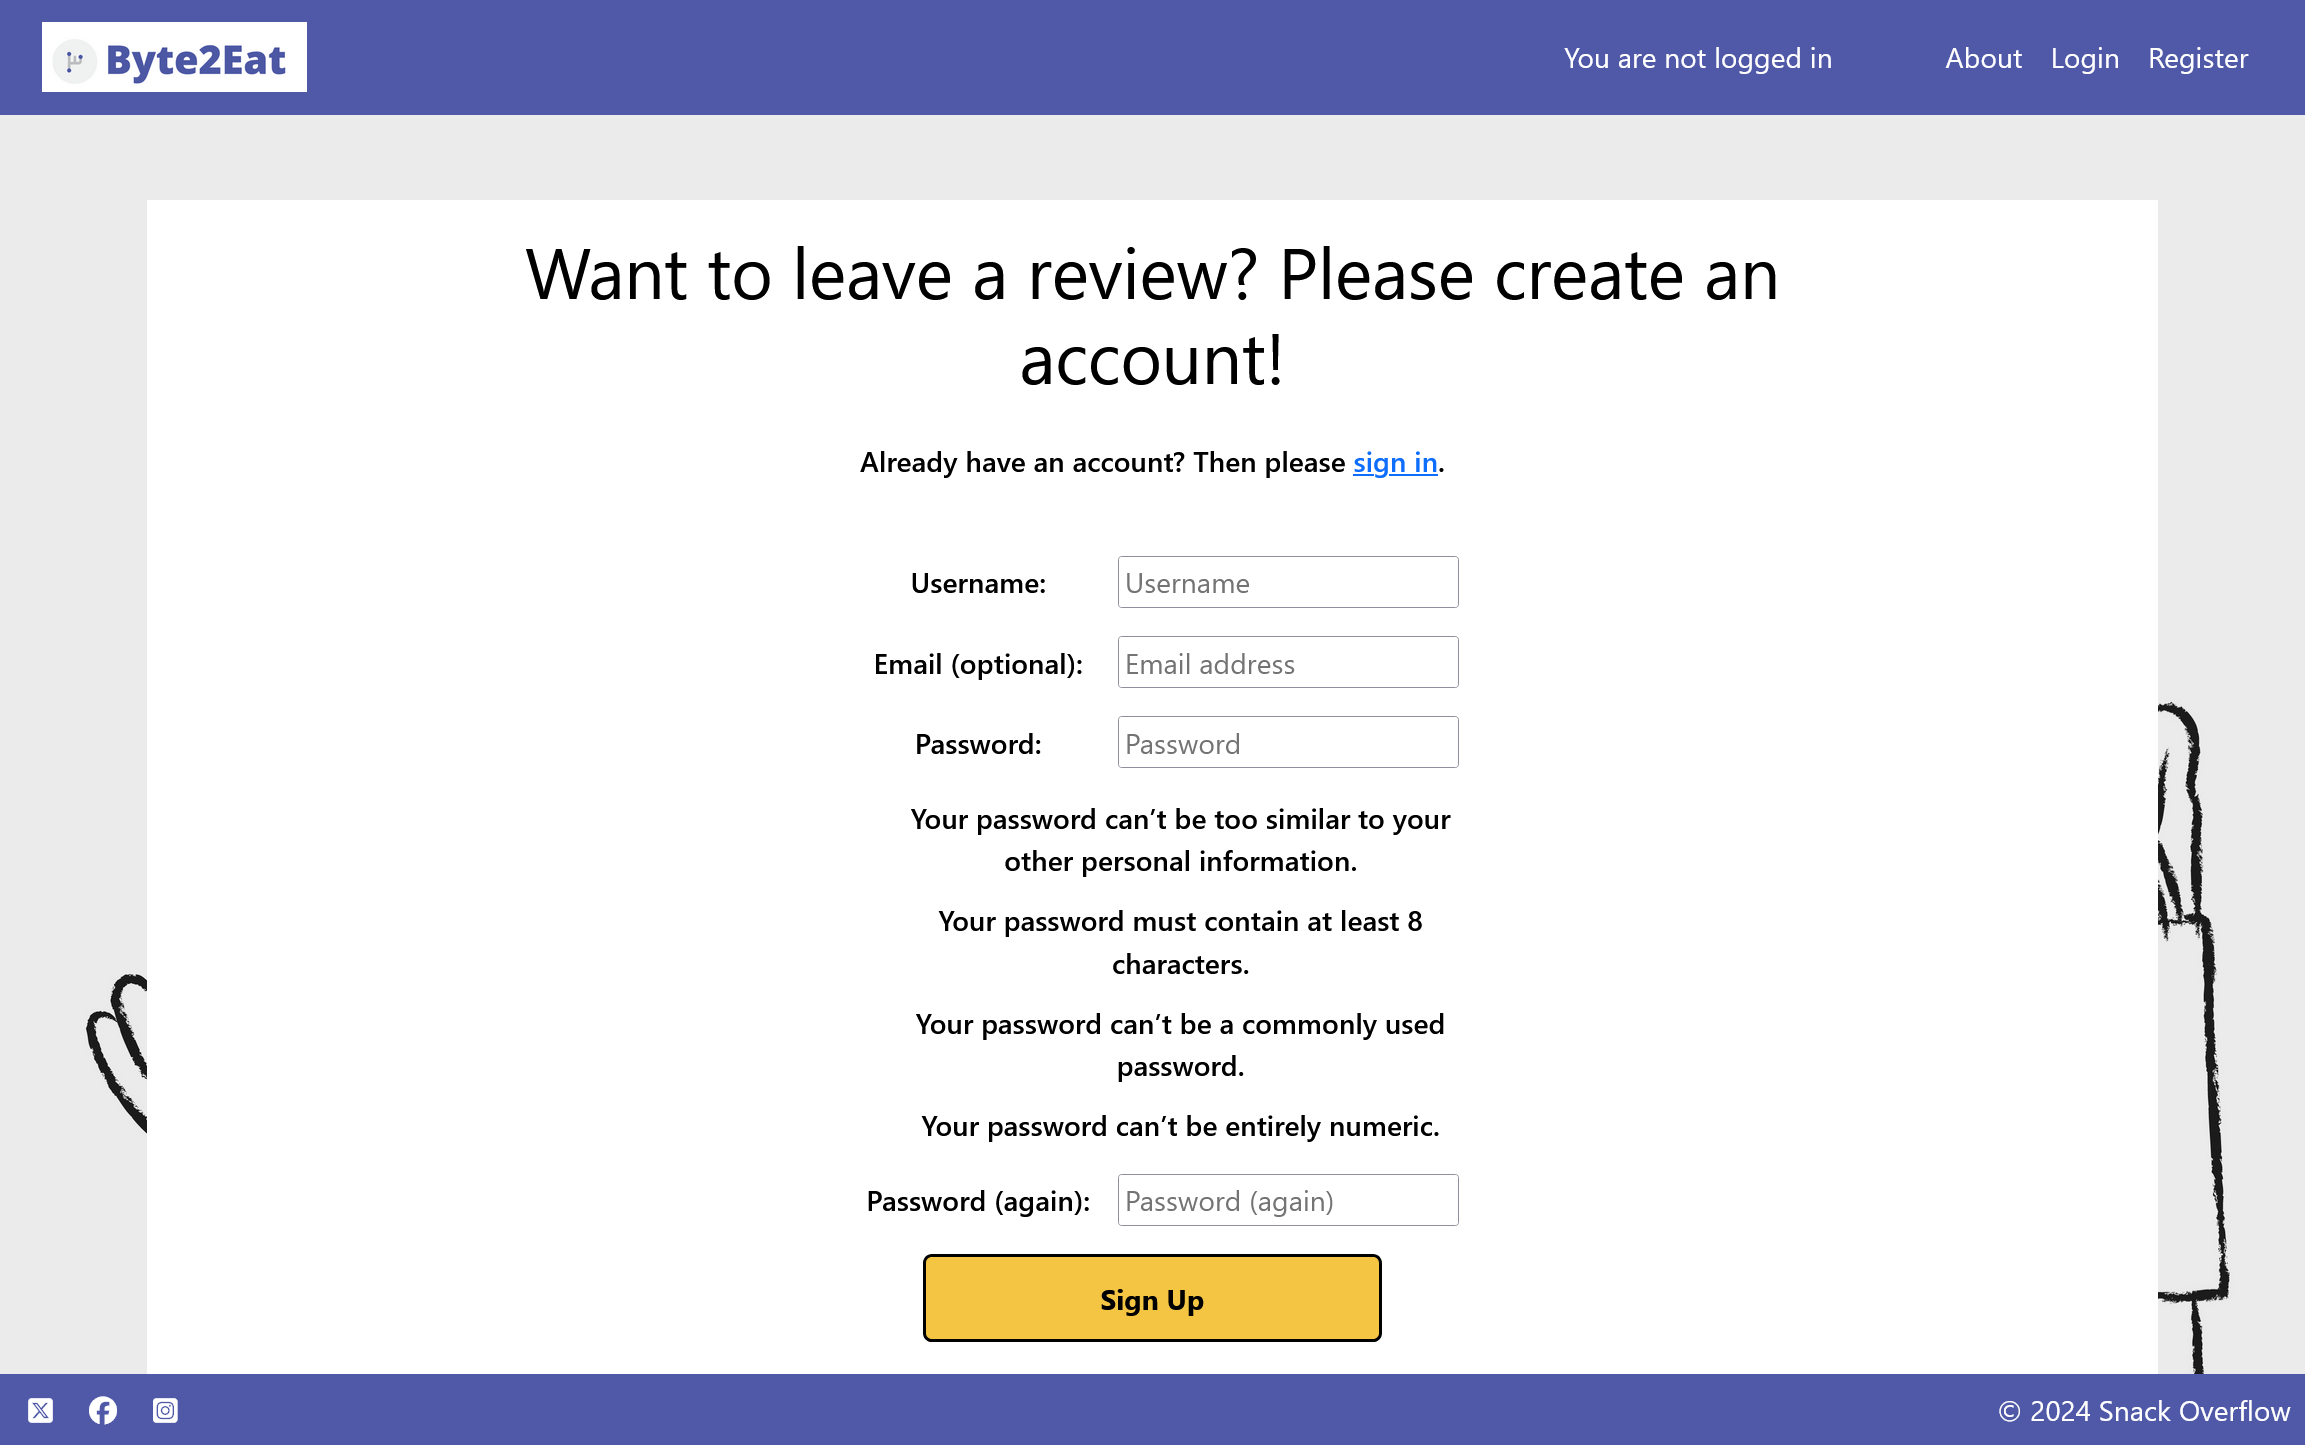 Byte2Eat
You are not logged in
About Login Register
Want to leave a review? Please create an
account!
Already have an account? Then please sign in.
Username:
Username
Email (optional):
Email address
Password:
Password
Your password can’t be too similar to your
other personal information.
Your password must contain at least 8
characters.
Your password can’t be a commonly used
password.
Your password can’t be entirely numeric.
Password (again):
Password (again)
Sign Up
© 2024 Snack Overflow